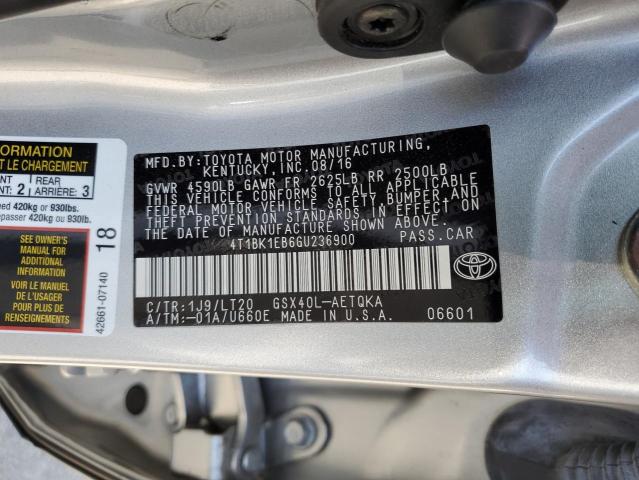 ORMATION
T LE CHARGEMENT
NT: 2 REAR ARRIÈRE: 3
ed 420kg or 930lbs.
epasser 420kg ou 930lb.
SEE OWNER'S
MANUAL FOR
ADDITIONAL
INFORMATION
VOIR LE MANUEL
DE L'USAGER
POUR PLUS DE
RENSEIGNEMENTS
18
42661-07140
MFD.BY:TOYOTA MOTOR MANUFACTURING,
KENTUCKY,INC.08/16
GVWR 4590LB GAWR FR 2625LB RR 2500LB
THIS VEHICLE CONFORMS TO ALL APPLICABLE
FEDERAL MOTOR VEHICLE SAFETY, BUMPER,
AND THEFT PREVENTION STANDARDS IN EFFECT ON
THE DATE OF MANUFACTURE SHOWN ABOVE.
4T1BK1EB6GU236900 PASS.CAR
C/TR:1J9/LT20 GSX40L-AETQKA
A/TM:-01A/U660E MADE IN U.S.A. 06601